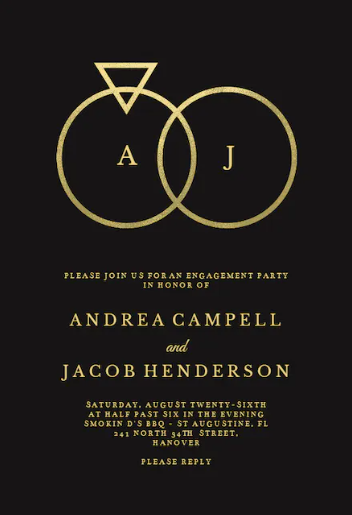 A J
PLEASE JOIN US FOR AN ENGAGEMENT PARTY
IN HONOR OF
ANDREA CAMPELL
and
JACOB HENDERSON
SATURDAY, AUGUST TWENTY-SIXTH
AT HALF PAST SIX IN THE EVENING
SMOKIN D'S BBQ - ST AUGUSTINE, FL
241 NORTH 54TH STREET,
HANOVER
PLEASE REPLY